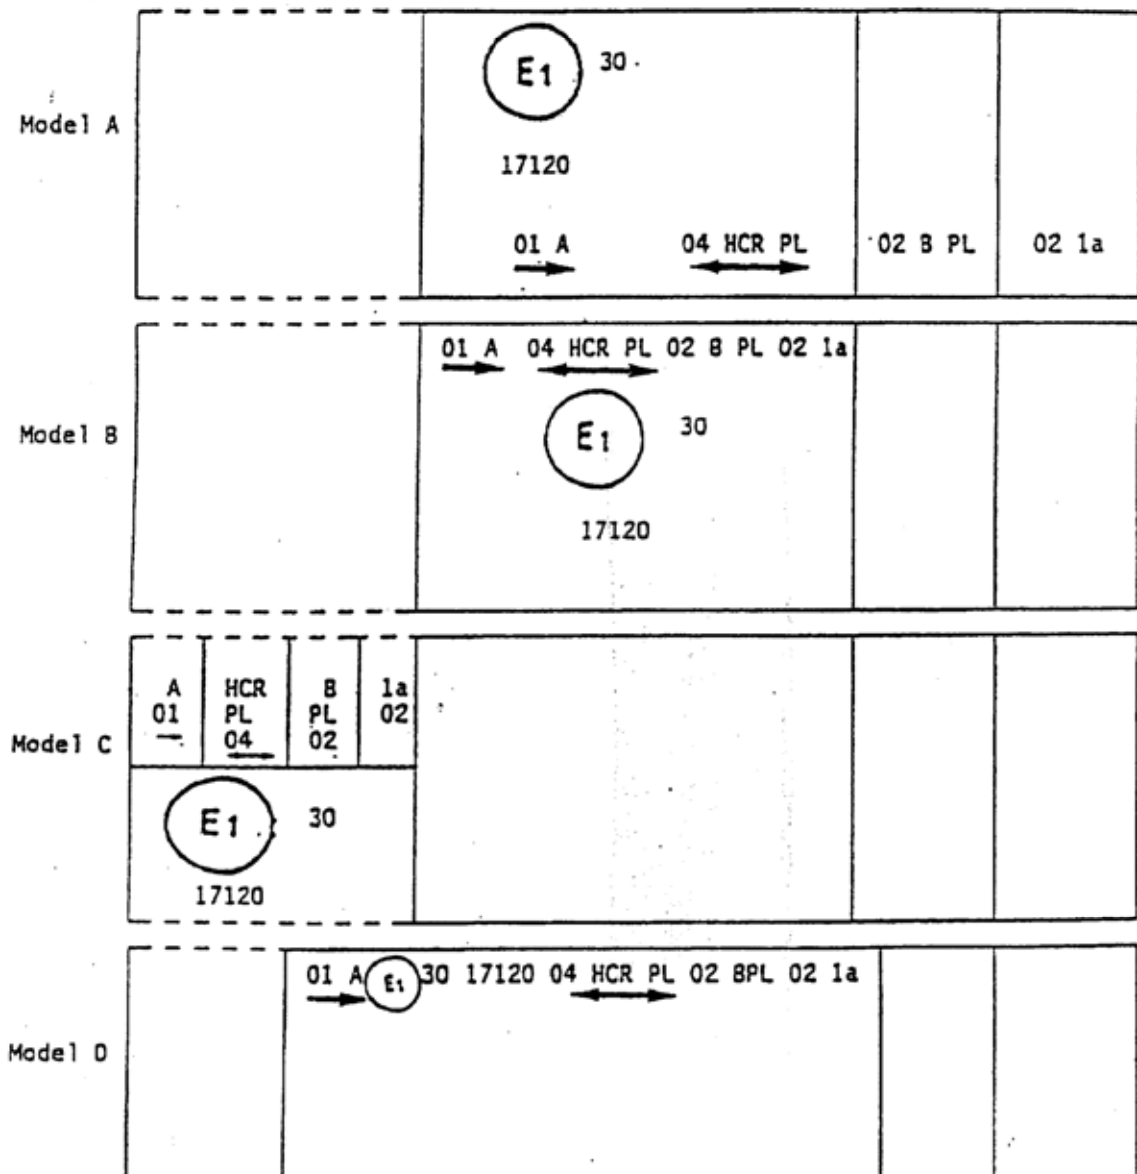 Model A
E1 30
17120
01 A 04 HCR PL 02 B PL 02 1a
Model B
01 A 04 HCR PL 02 B PL 02 1a
E1 30
17120
Model C
A HCR B 1a
01 PL PL 02
04 02
E1 30
17120
Model D
01 A E1 30 17120 04 HCR PL 02 BPL 02 1a